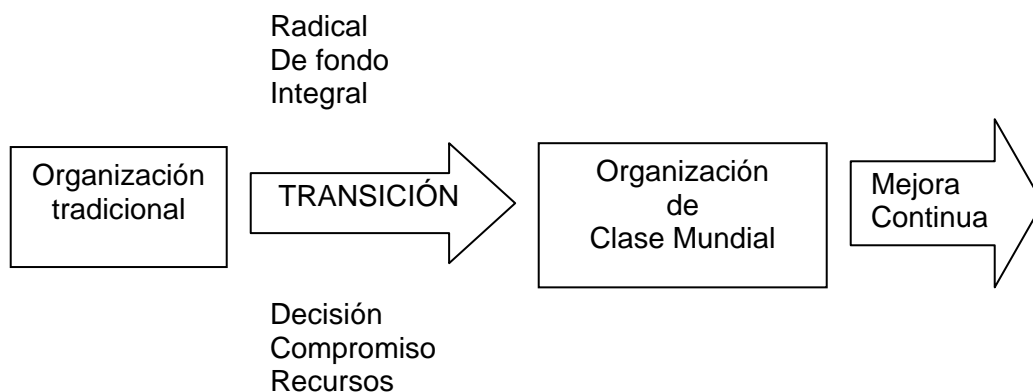 Radical
De fondo
Integral
Organización
tradicional
TRANSICIÓN
Organización
de
Clase Mundial
Mejora
Continua
Decisión
Compromiso
Recursos